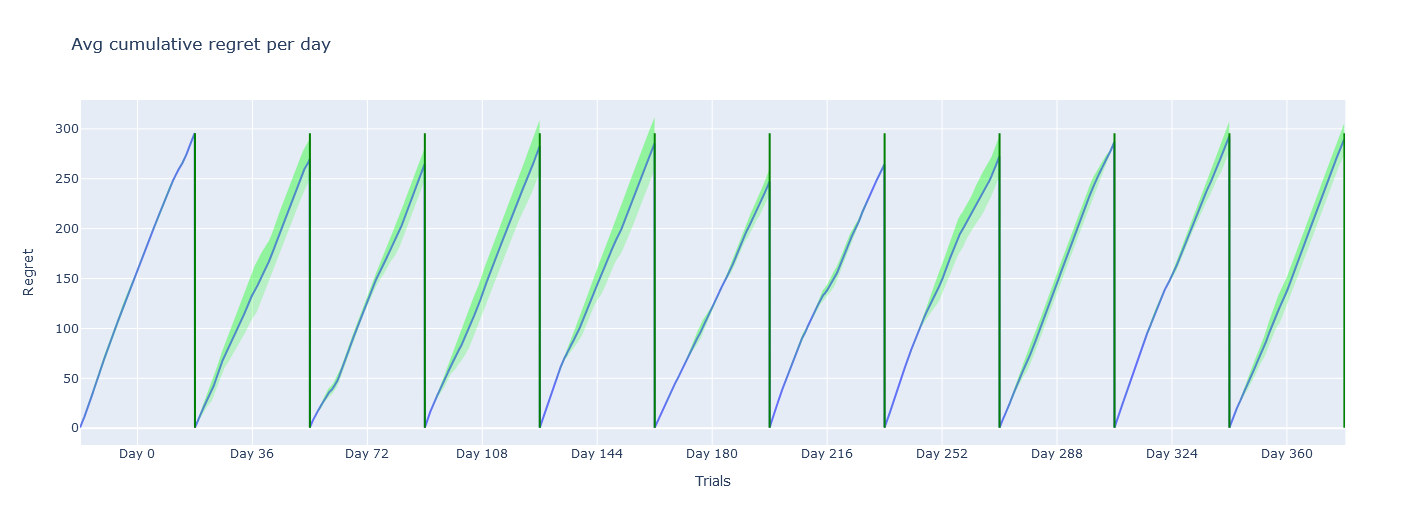 Avg cumulative regret per day
Regret
300
250
200
150
100
50
0
Day 0 Day 36 Day 72 Day 108 Day 144 Day 180 Day 216 Day 252 Day 288 Day 324 Day 360
Trials